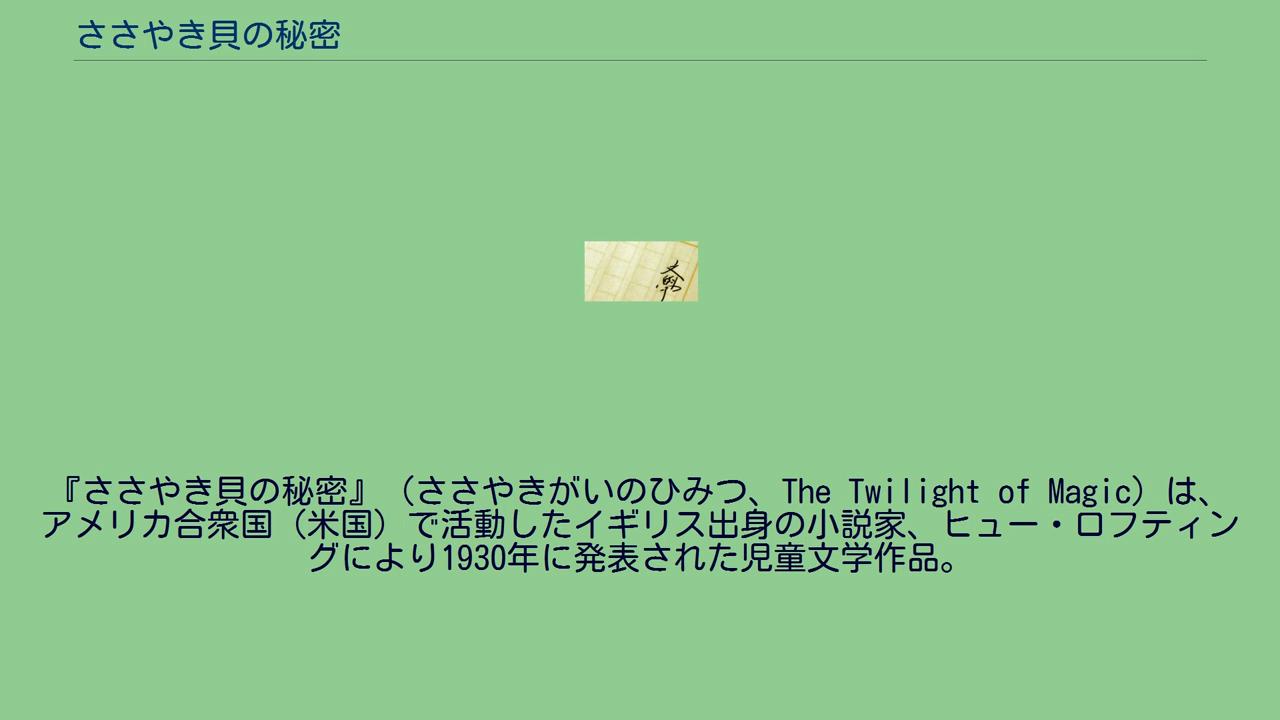 ささやき貝の秘密
『ささやき貝の秘密』（ささやきがいのひみつ、The Twilight of Magic）は、
アメリカ合衆国（米国）で活動したイギリス出身の小説家、ヒュー・ロフティン
グにより1930年に発表された児童文学作品。